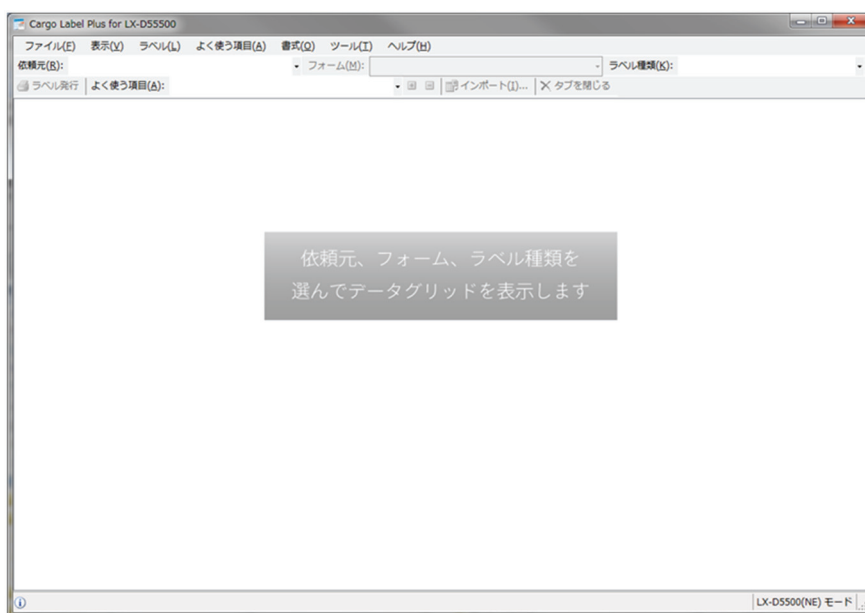 Cargo Label Plus for LX-D5500
ファイル(F) 表示(V) ラベル(L) よく使う項目(A) 書式(O) ツール(T) ヘルプ(H)
依頼元(R): フォーム(M): ラベル種類(K):
ラベル発行 よく使う項目(A): インポート(I)... タブを閉じる
依頼元、フォーム、ラベル種類を
選んでデータグリッドを表示します
LX-D5500(NE) モード